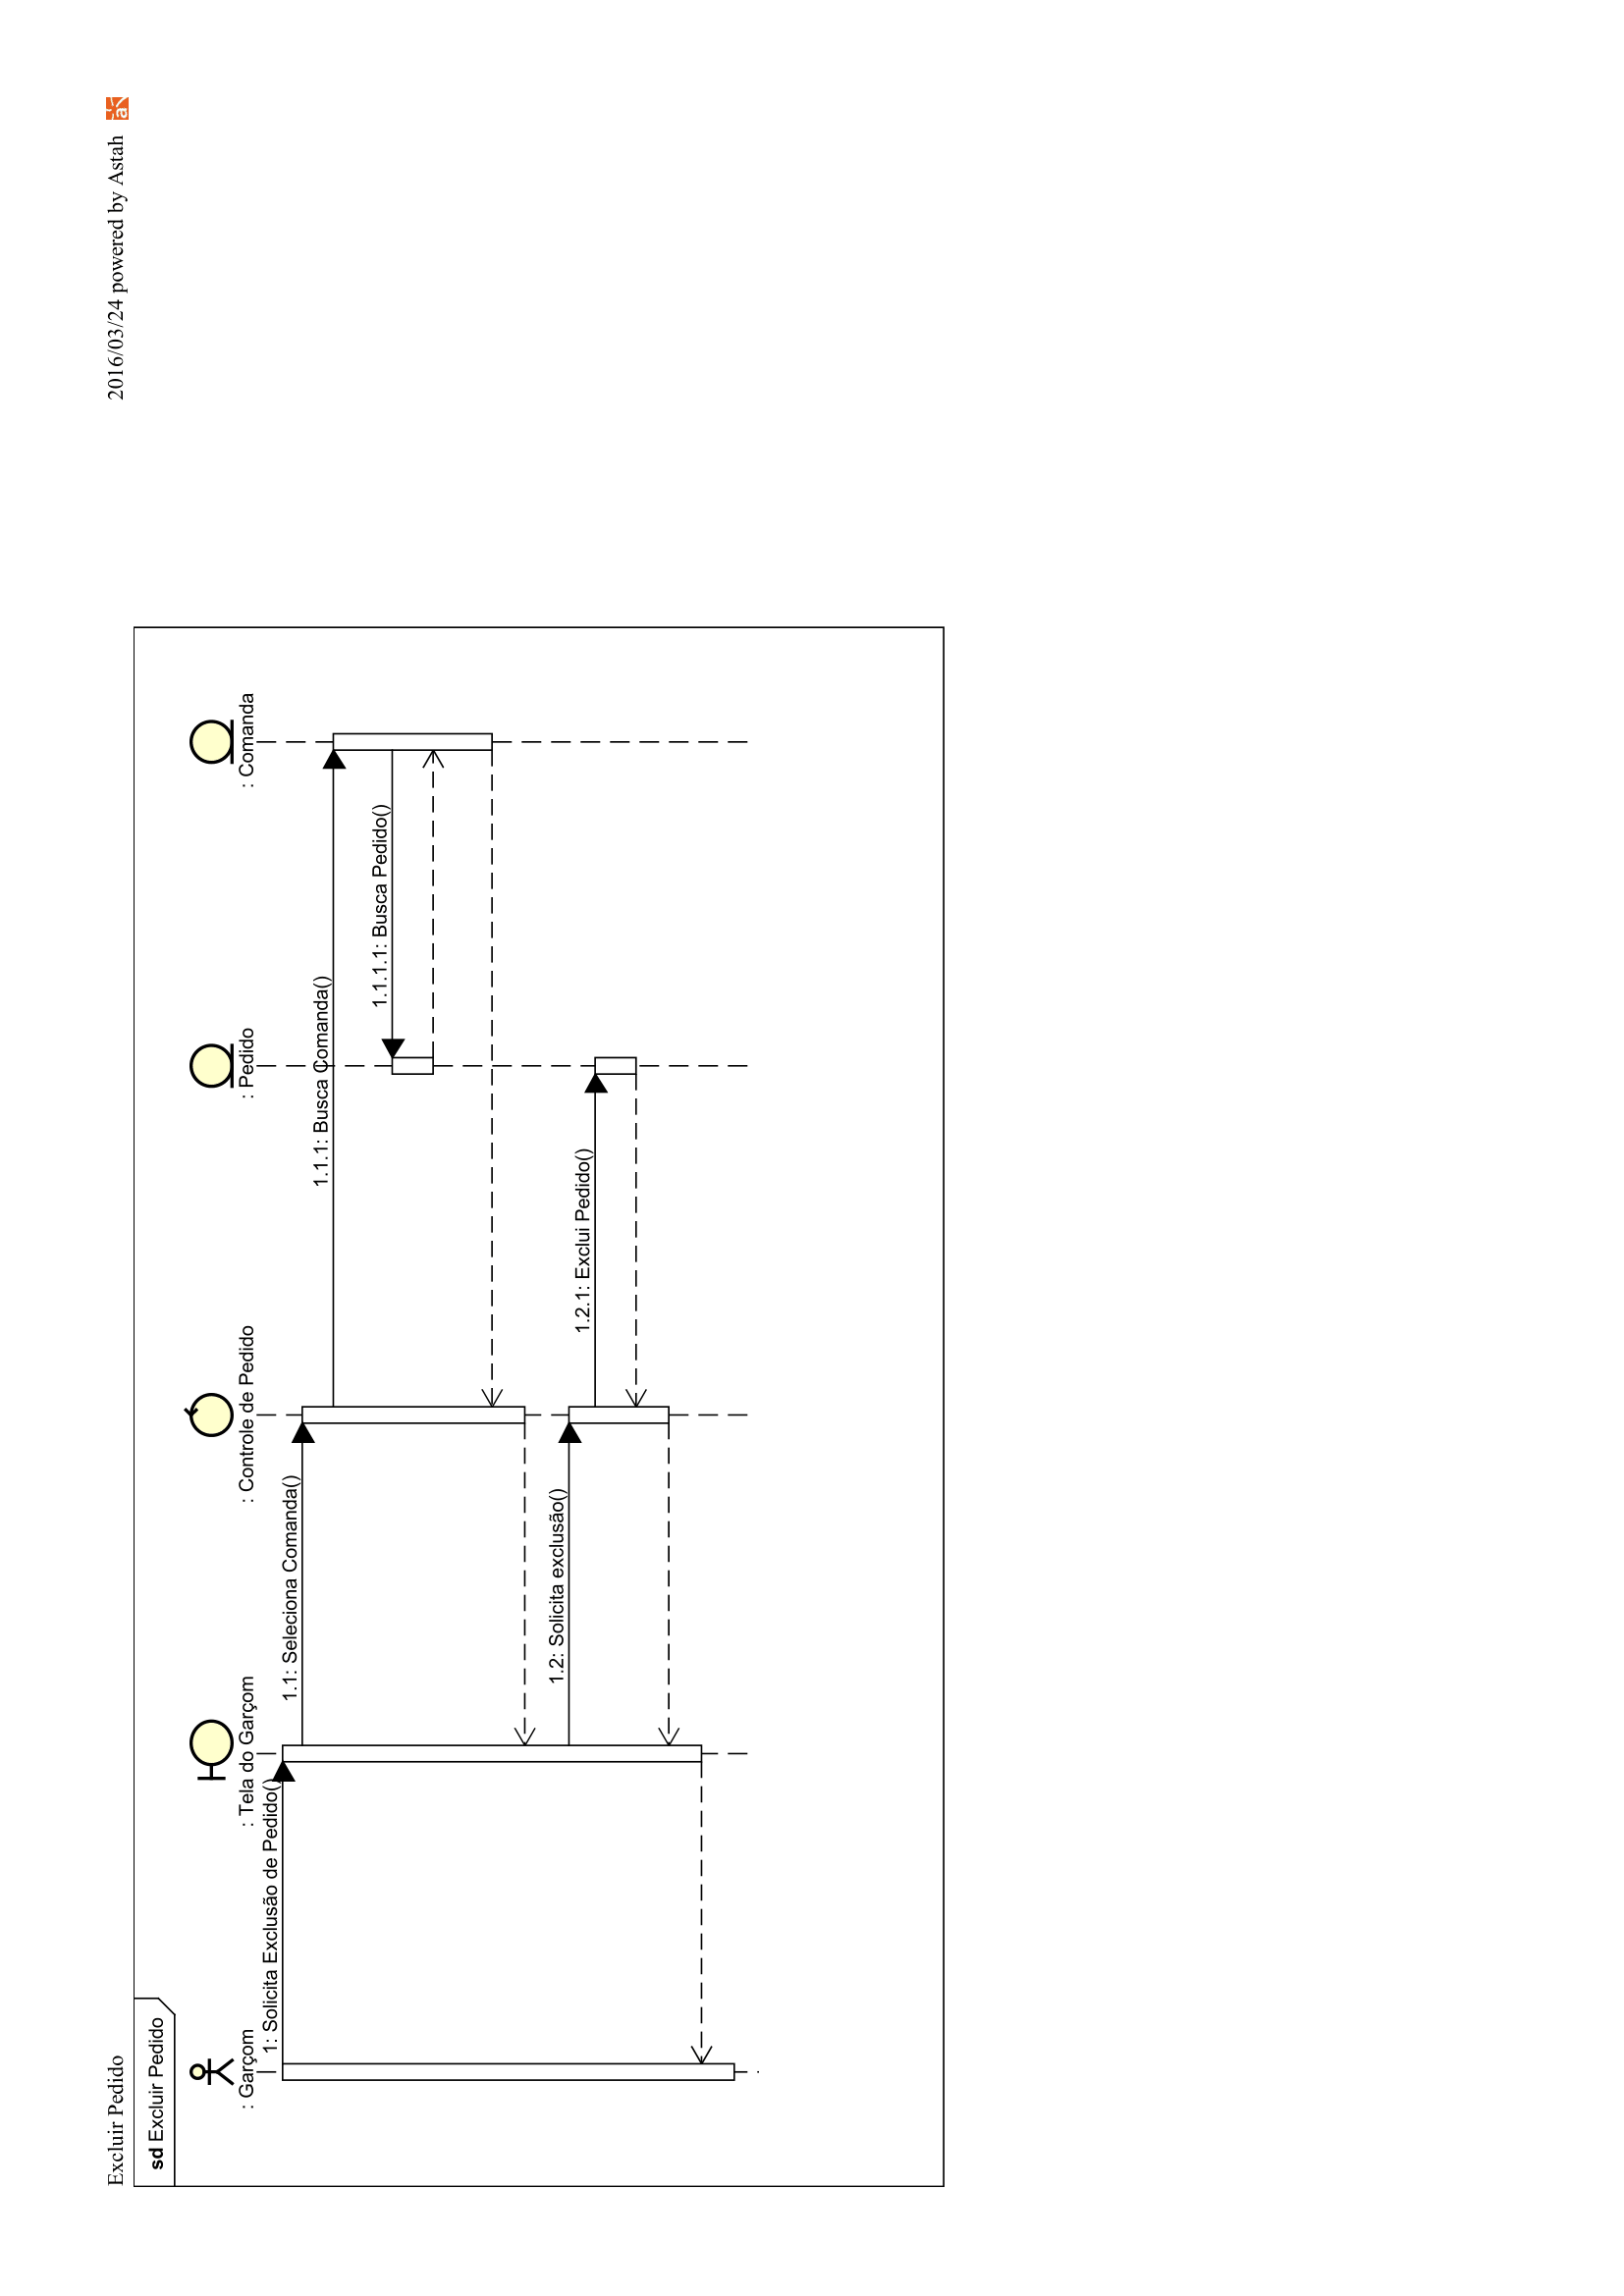 Excluir Pedido
2016/03/24 powered by Astah
a
sd Excluir Pedido
: Garçom
: Tela do Garçom
: Controle de Pedido
: Pedido
: Comanda
1: Solicita Exclusão de Pedido()
1.1: Seleciona Comanda()
1.1.1: Busca Comanda()
1.1.1.1: Busca Pedido()
1.2: Solicita exclusão()
1.2.1: Exclui Pedido()